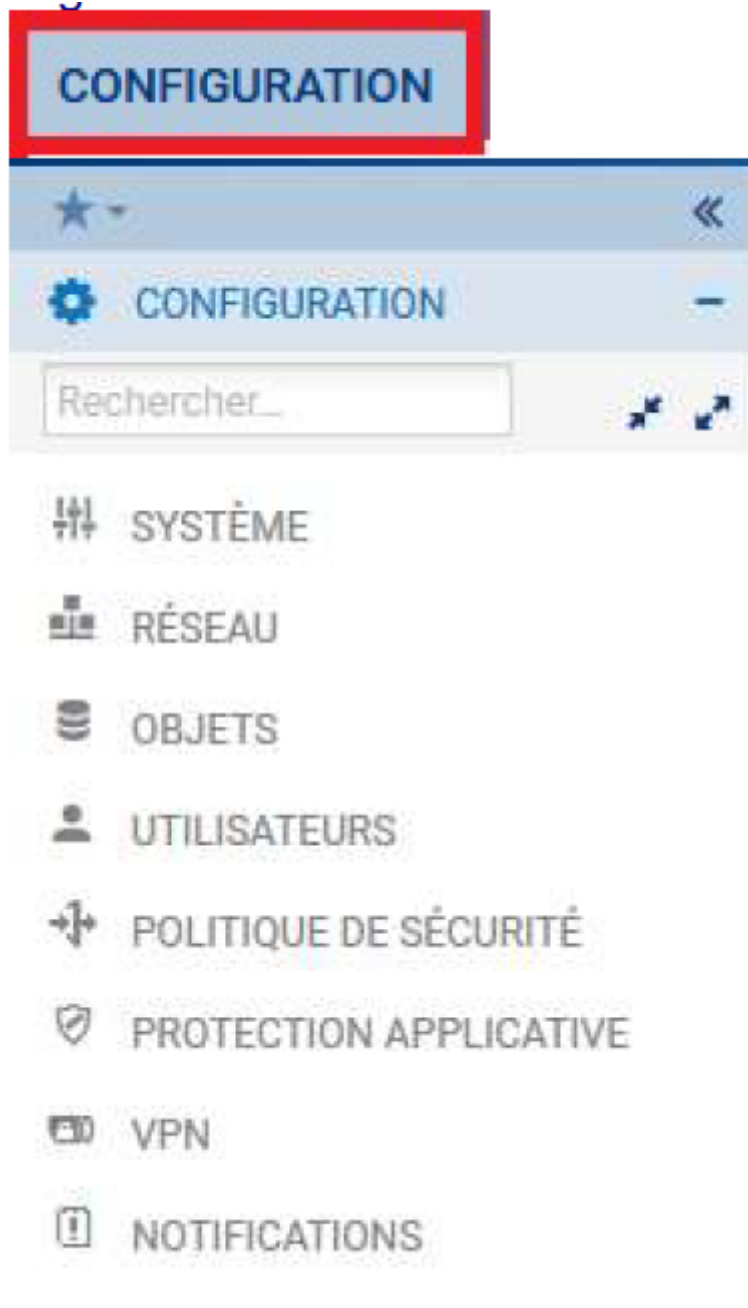 CONFIGURATION
CONFIGURATION
Rechercher...
SYSTÈME
RÉSEAU
OBJETS
UTILISATEURS
POLITIQUE DE SÉCURITÉ
PROTECTION APPLICATIVE
VPN
NOTIFICATIONS